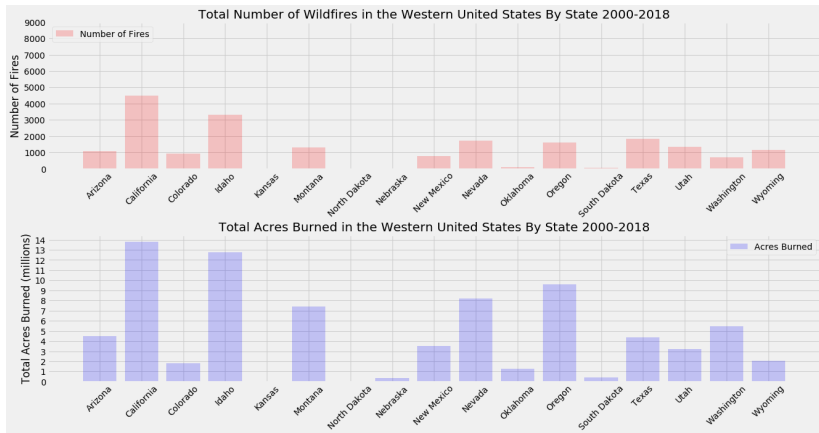 Total Number of Wildfires in the Western United States By State 2000-2018
Number of Fires
Number of Fires
9000
8000
7000
6000
5000
4000
3000
2000
1000
0
Arizona
California
Colorado
Idaho
Kansas
Montana
North Dakota
Nebraska
New Mexico
Nevada
Oklahoma
Oregon
South Dakota
Texas
Utah
Washington
Wyoming
Total Acres Burned in the Western United States By State 2000-2018
Acres Burned
Total Acres Burned (millions)
14
13
12
11
10
9
8
7
6
5
4
3
2
1
0
Arizona
California
Colorado
Idaho
Kansas
Montana
North Dakota
Nebraska
New Mexico
Nevada
Oklahoma
Oregon
South Dakota
Texas
Utah
Washington
Wyoming